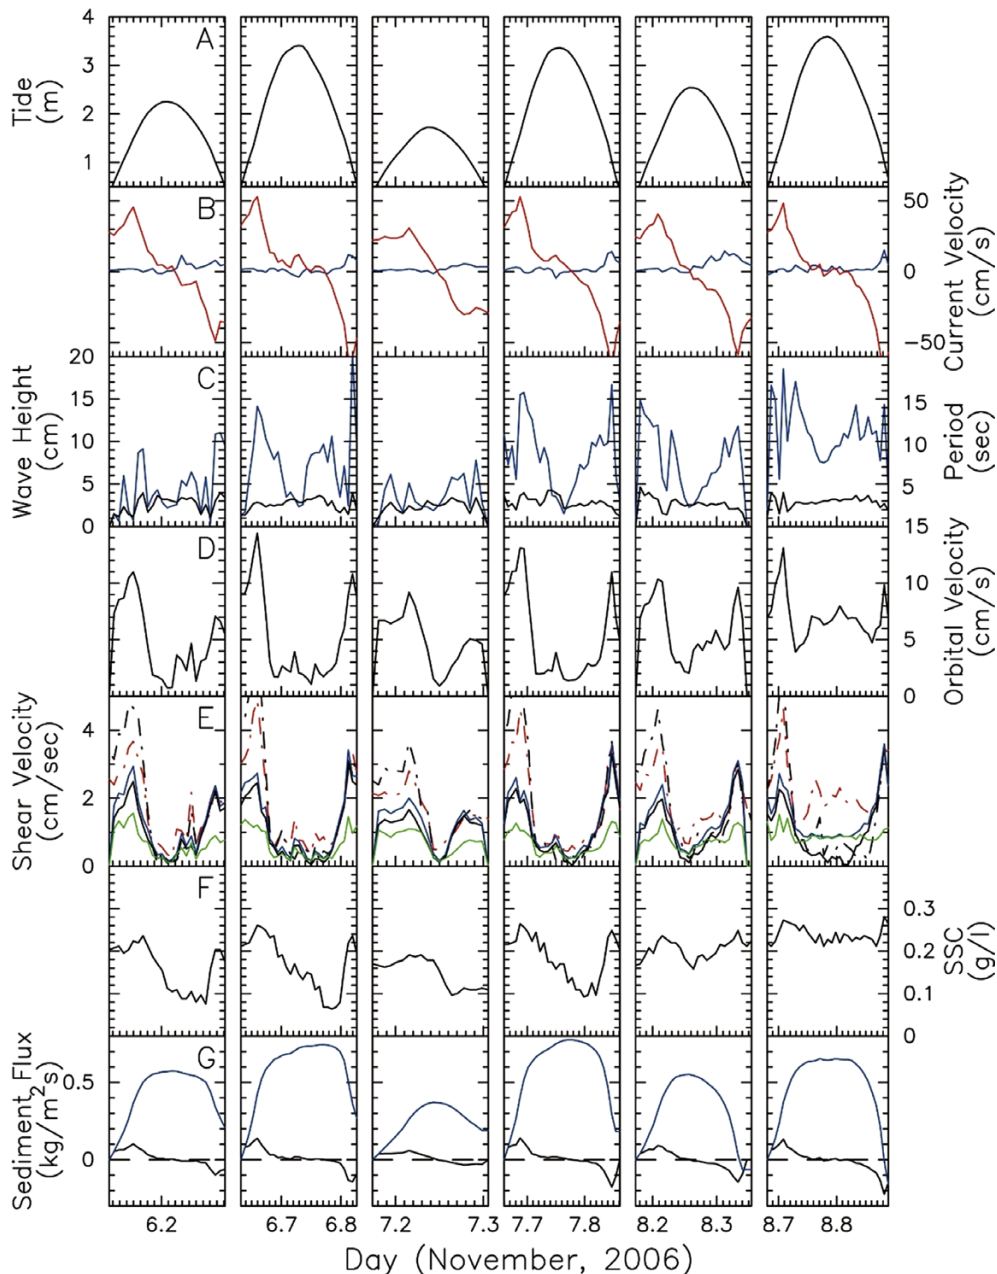 4
3
2
1
Tide
(m)
A
B
50
0
−50
Current Velocity
(cm/s)
20
15
10
5
0
Wave Height
(cm)
C
15
10
5
Period
(sec)
D
15
10
5
0
Orbital Velocity
(cm/s)
4
2
0
Shear Velocity
(cm/sec)
E
F
0.3
0.2
0.1
0
SSC
(g/l)
0.5
0
Sediment Flux
(kg/m²s)
G
6.2 6.7 6.8 7.2 7.3 7.7 7.8 8.2 8.3 8.7 8.8
Day (November, 2006)